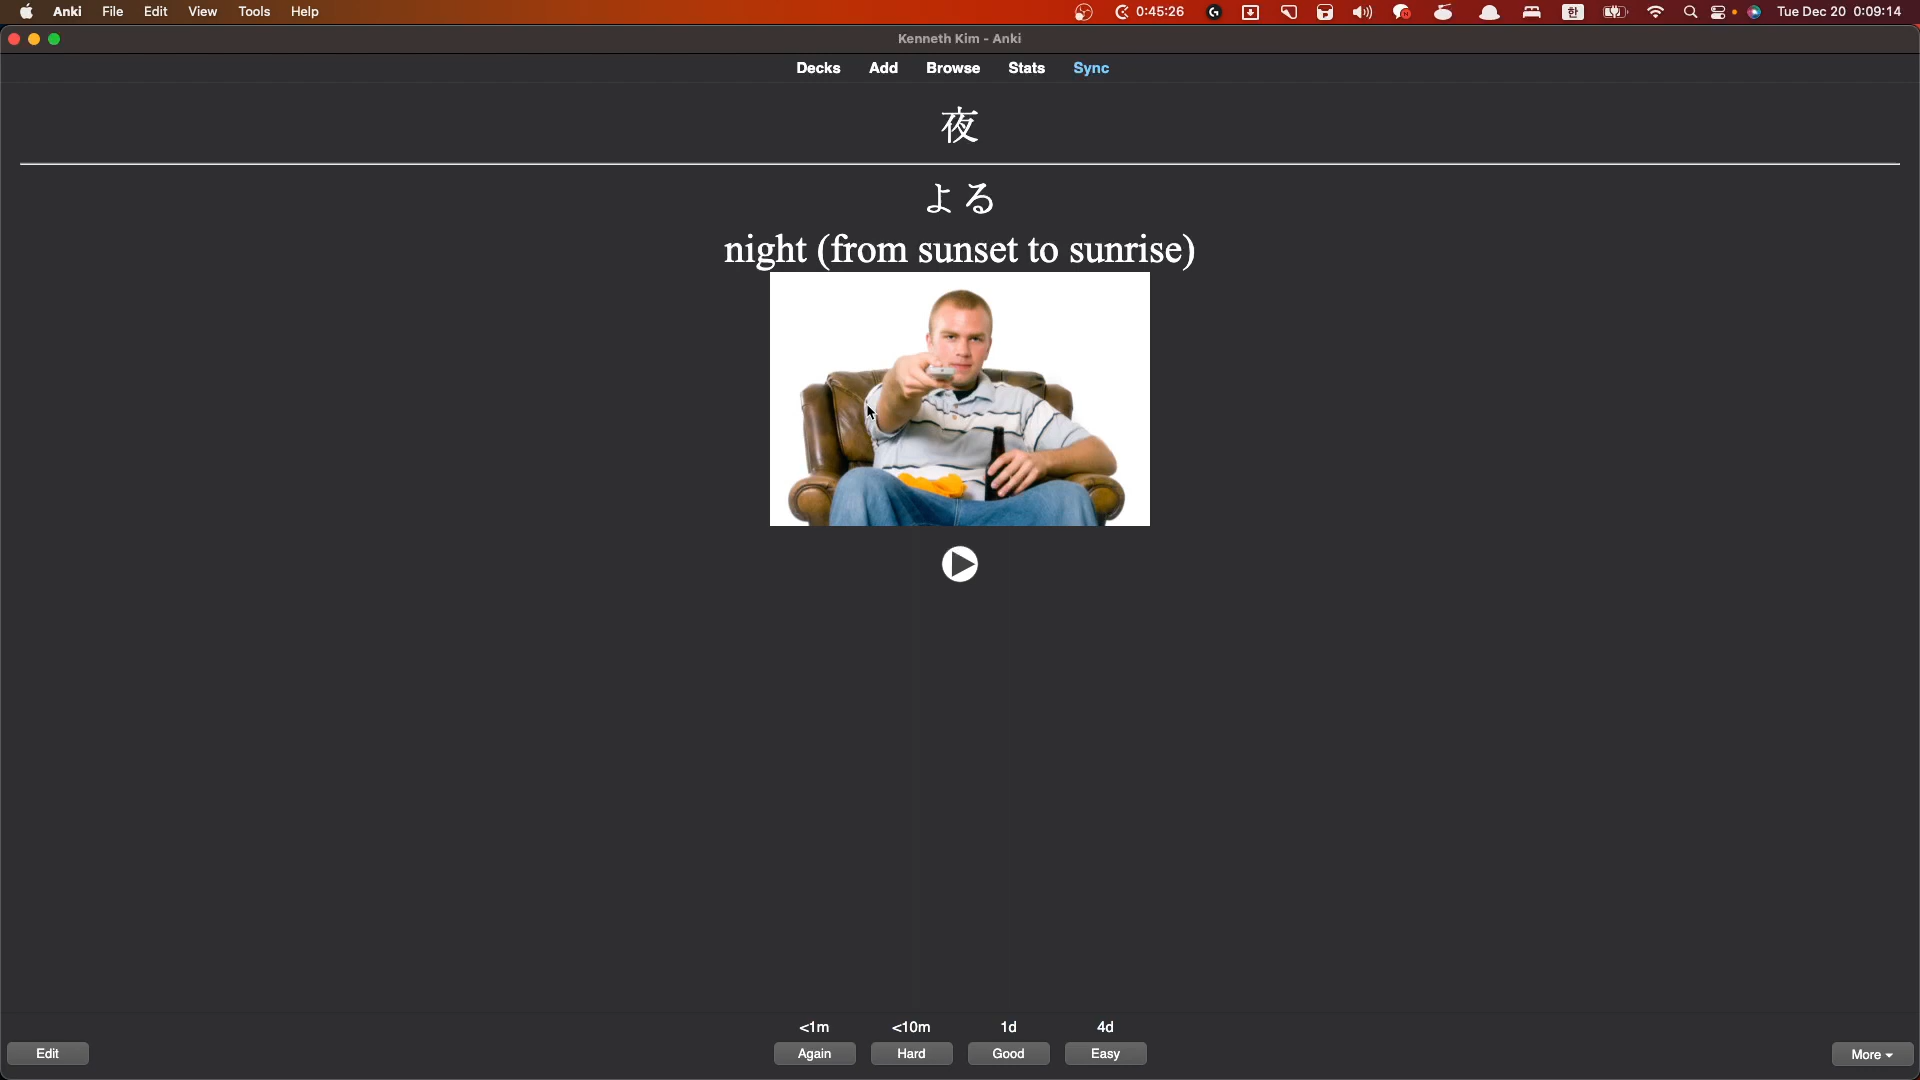 Anki File Edit View Tools Help 0:45:26 한 Tue Dec 20 0:09:14
Kenneth Kim - Anki
Decks Add Browse Stats Sync
夜
よる
night (from sunset to sunrise)
<1m <10m 1d 4d
Edit Again Hard Good Easy More